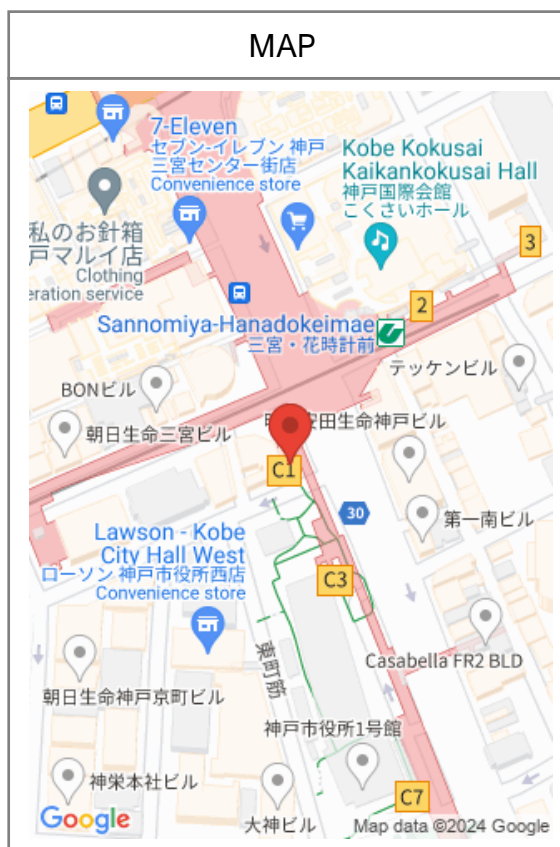 MAP
7-Eleven
セブン-イレブン 神戸
三宮センター街店
Convenience store
Kobe Kokusai
Kaikankokusai Hall
神戸国際会館
こくさいホール
私のお針箱
戸マルイ店
Clothing
eration service
3
2
Sannomiya-Hanadokeimae
三宮・花時計前
テッケンビル
BONビル
朝日生命三宮ビル
安田生命神戸ビル
C1
30
第一南ビル
Lawson - Kobe
City Hall West
ローソン 神戸市役所西店
Convenience store
C3
東町筋
Casabella FR2 BLD
朝日生命神戸京町ビル
神戸市役所1号館
神栄本社ビル
C7
大神ビル
Google
Map data ©2024 Google